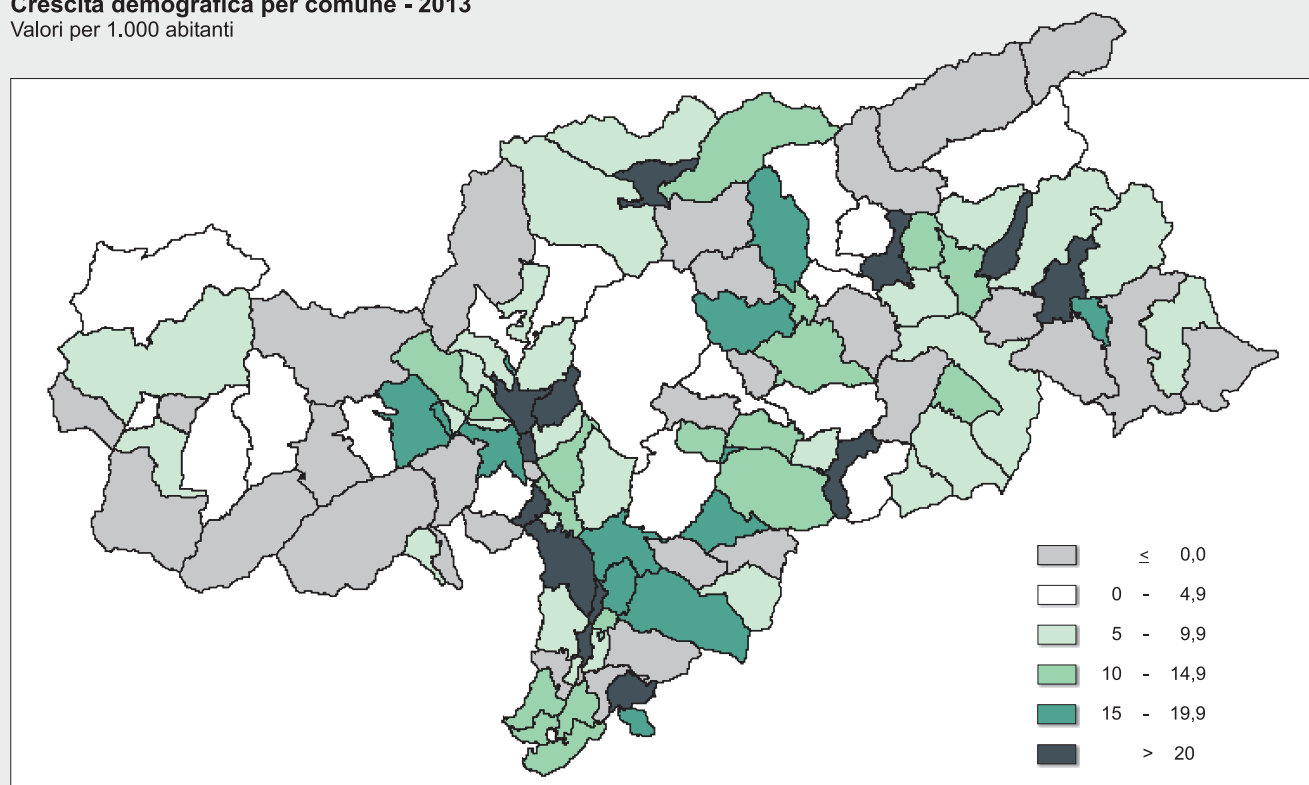 Crescita demografica per comune - 2013
Valori per 1.000 abitanti
≤ 0,0
0 - 4,9
5 - 9,9
10 - 14,9
15 - 19,9
> 20